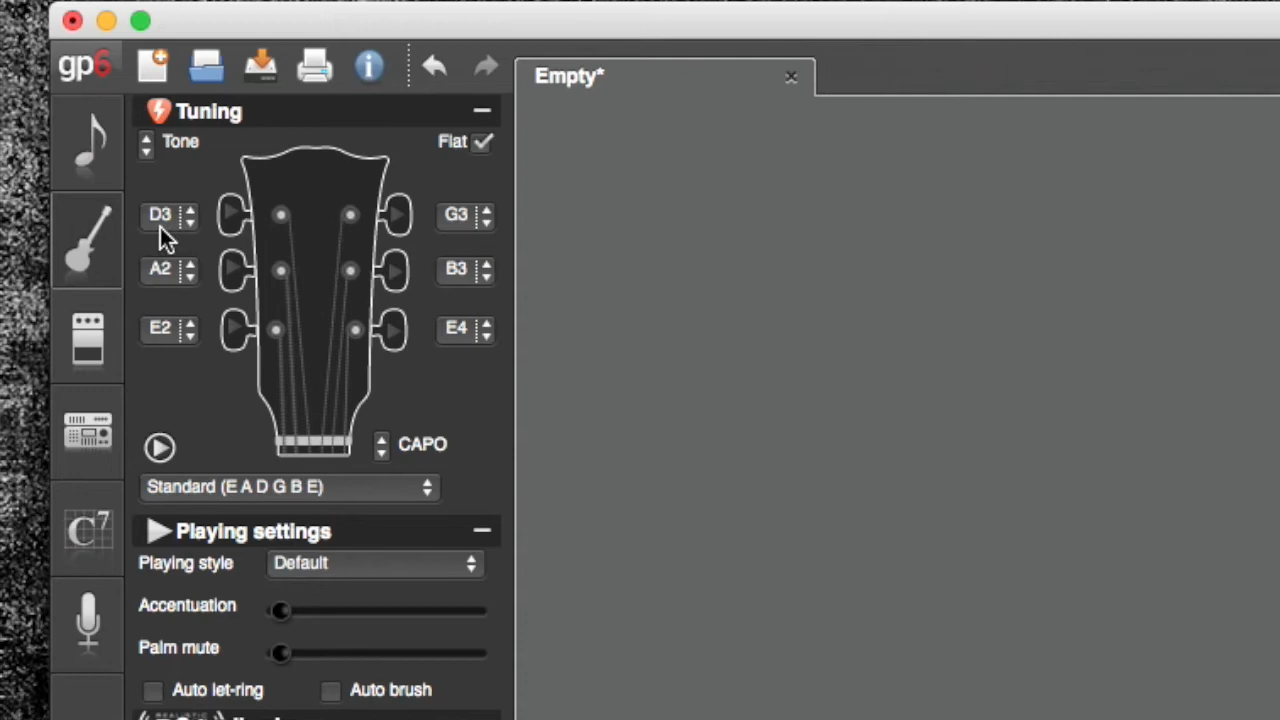 gp6
Empty*
Tuning
Tone
Flat
D3
G3
A2
B3
E2
E4
CAPO
Standard (E A D G B E)
C7
Playing settings
Playing style
Default
Accentuation
Palm mute
Auto let-ring
Auto brush